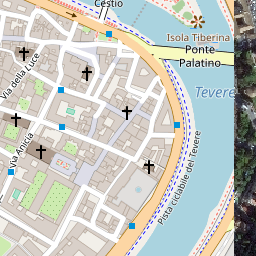 Cestio
Isola Tiberina
Ponte
Palatino
Tevere
Via della Luce
Via Anicia
Pista ciclabile del Tevere